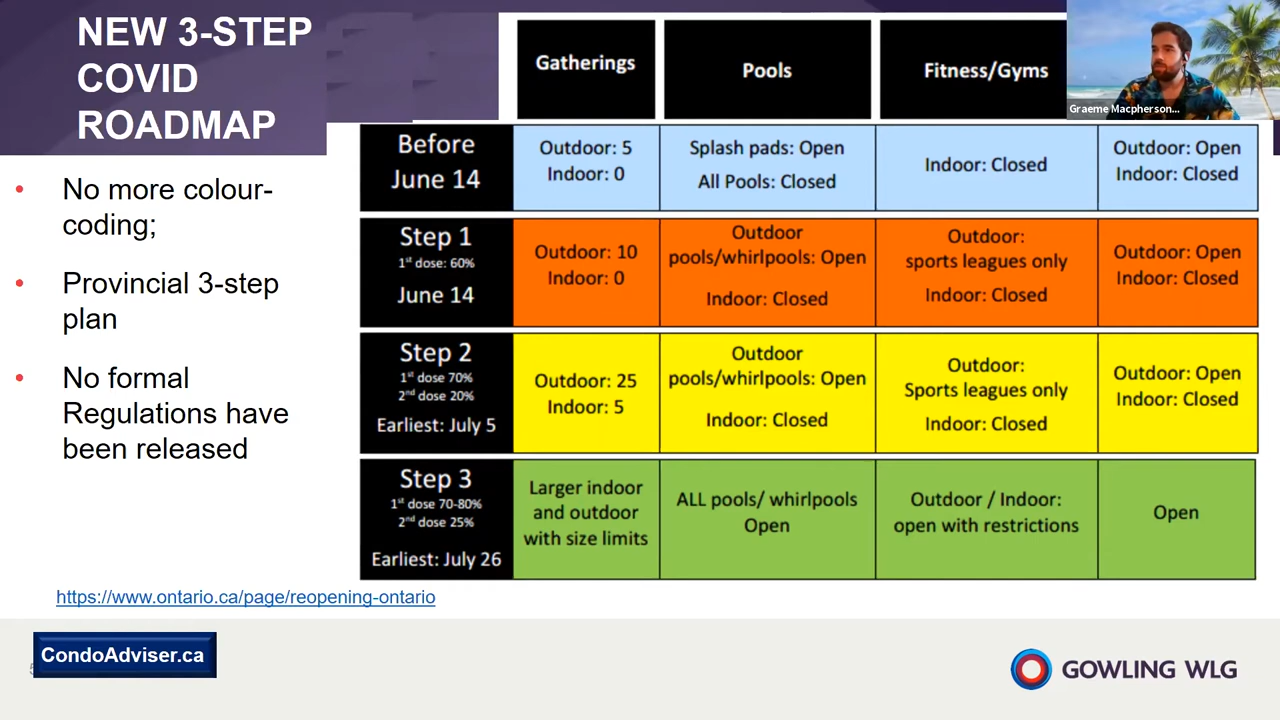 NEW 3-STEP
COVID
ROADMAP
• No more colour-
coding;
• Provincial 3-step
plan
• No formal
Regulations have
been released
Gatherings
Pools
Fitness/Gyms
Graeme Macpherson...
Before
June 14
Outdoor: 5
Indoor: 0
Splash pads: Open
All Pools: Closed
Indoor: Closed
Outdoor: Open
Indoor: Closed
Step 1
1st dose: 60%
June 14
Outdoor: 10
Indoor: 0
Outdoor
pools/whirlpools: Open
Indoor: Closed
Outdoor:
sports leagues only
Indoor: Closed
Outdoor: Open
Indoor: Closed
Step 2
1st dose 70%
2nd dose 20%
Earliest: July 5
Outdoor: 25
Indoor: 5
Outdoor
pools/whirlpools: Open
Indoor: Closed
Outdoor:
Sports leagues only
Indoor: Closed
Outdoor: Open
Indoor: Closed
Step 3
1st dose 70-80%
2nd dose 25%
Earliest: July 26
Larger indoor
and outdoor
with size limits
ALL pools/ whirlpools
Open
Outdoor / Indoor:
open with restrictions
Open
https://www.ontario.ca/page/reopening-ontario
CondoAdviser.ca
GOWLING WLG